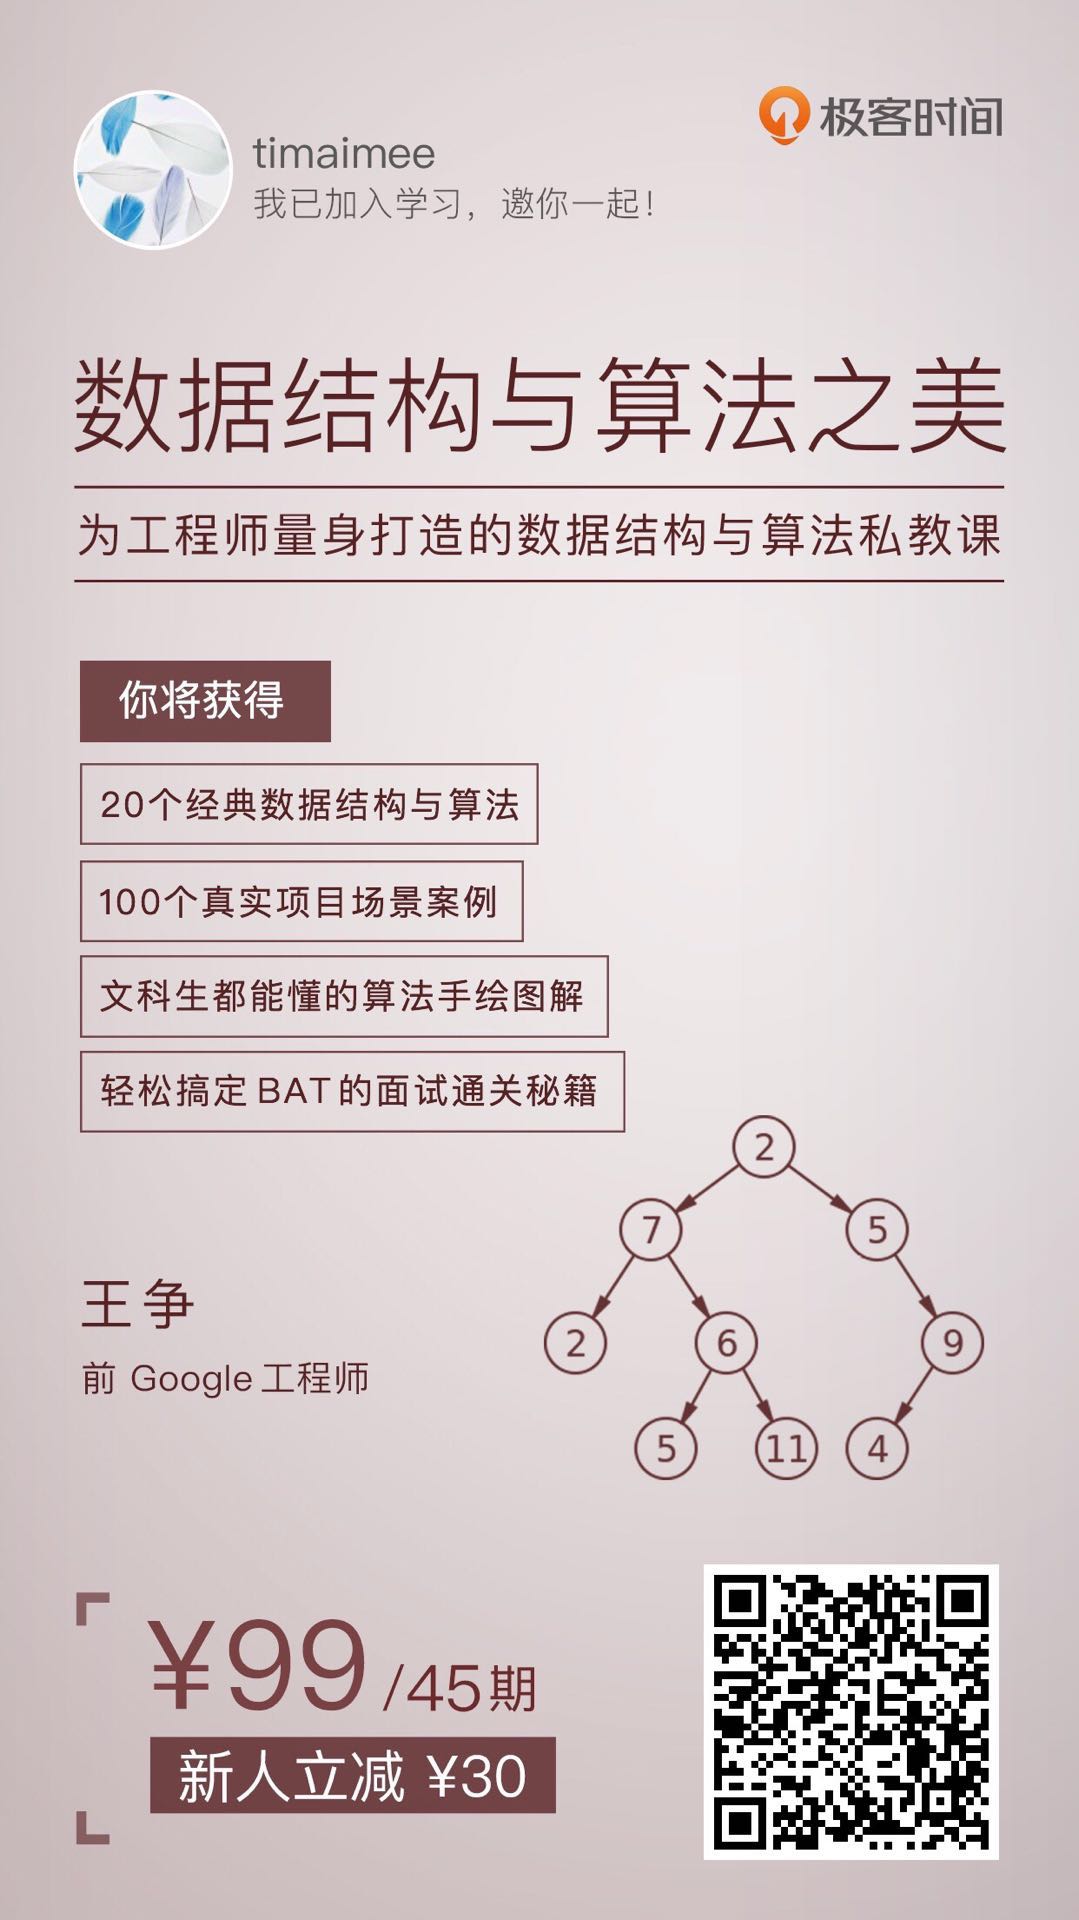 timaimee
我已加入学习，邀你一起！
极客时间
数据结构与算法之美
为工程师量身打造的数据结构与算法私教课
你将获得
20个经典数据结构与算法
100个真实项目场景案例
文科生都能懂的算法手绘图解
轻松搞定 BAT 的面试通关秘籍
2
7
5
2
6
9
5
11
4
王争
前 Google 工程师
¥99 /45期
新人立减 ¥30